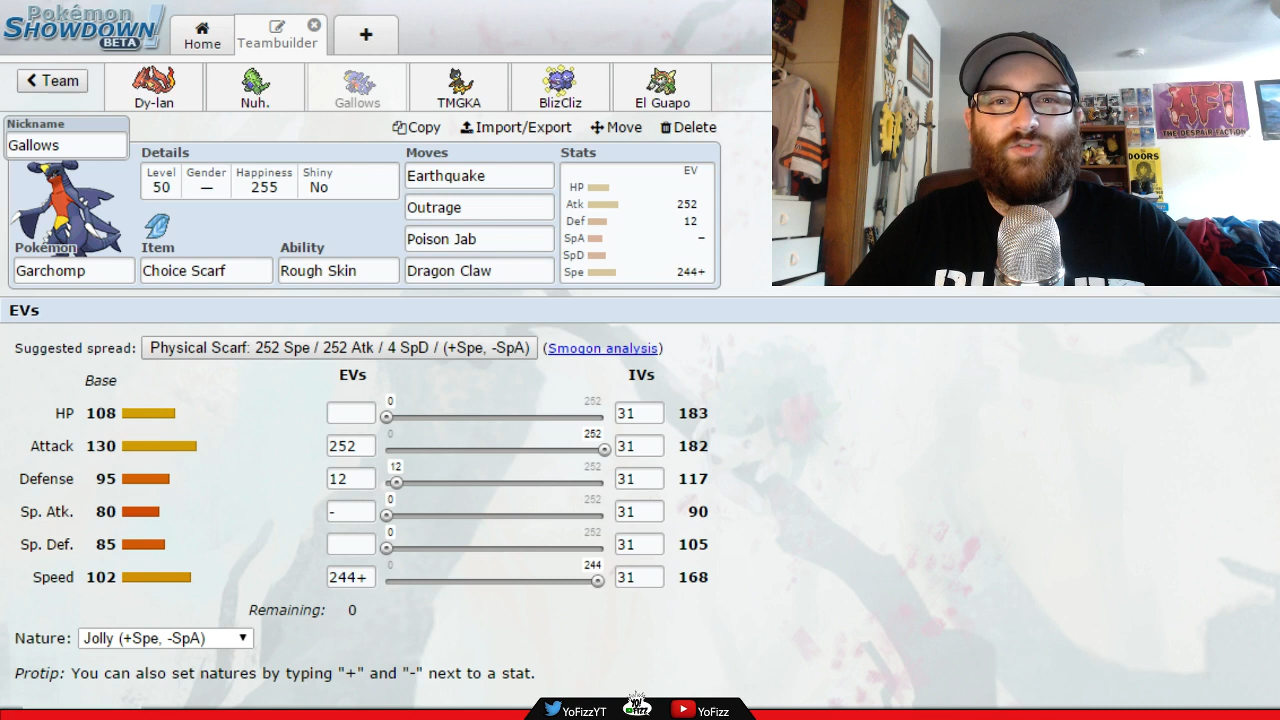 Pokémon
SHOWDOWN!
BETA
Home
Teambuilder
+
< Team
Dy-lan
Nuh.
Gallows
TMGKA
BlizCliz
El Guapo
Copy
Import/Export
Move
Delete
Nickname
Gallows
Details
Level
50
Gender
—
Happiness
255
Shiny
No
Pokémon
Garchomp
Item
Choice Scarf
Ability
Rough Skin
Moves
Earthquake
Outrage
Poison Jab
Dragon Claw
Stats
EV
HP
Atk 252
Def 12
SpA –
SpD
Spe 244+
EVs
Suggested spread: Physical Scarf: 252 Spe / 252 Atk / 4 SpD / (+Spe, -SpA) (Smogon analysis)
Base EVs IVs
HP 108 0 252 31 183
Attack 130 252 0 252 31 182
Defense 95 12 12 252 31 117
Sp. Atk. 80 - 0 252 31 90
Sp. Def. 85 0 252 31 105
Speed 102 244+ 0 244 31 168
Remaining: 0
Nature: Jolly (+Spe, -SpA)
Protip: You can also set natures by typing "+" and "-" next to a stat.
AFI
THE DESPAIR FACTION
DOORS
YoFizzYT
YO!
FIZZ
YoFizz